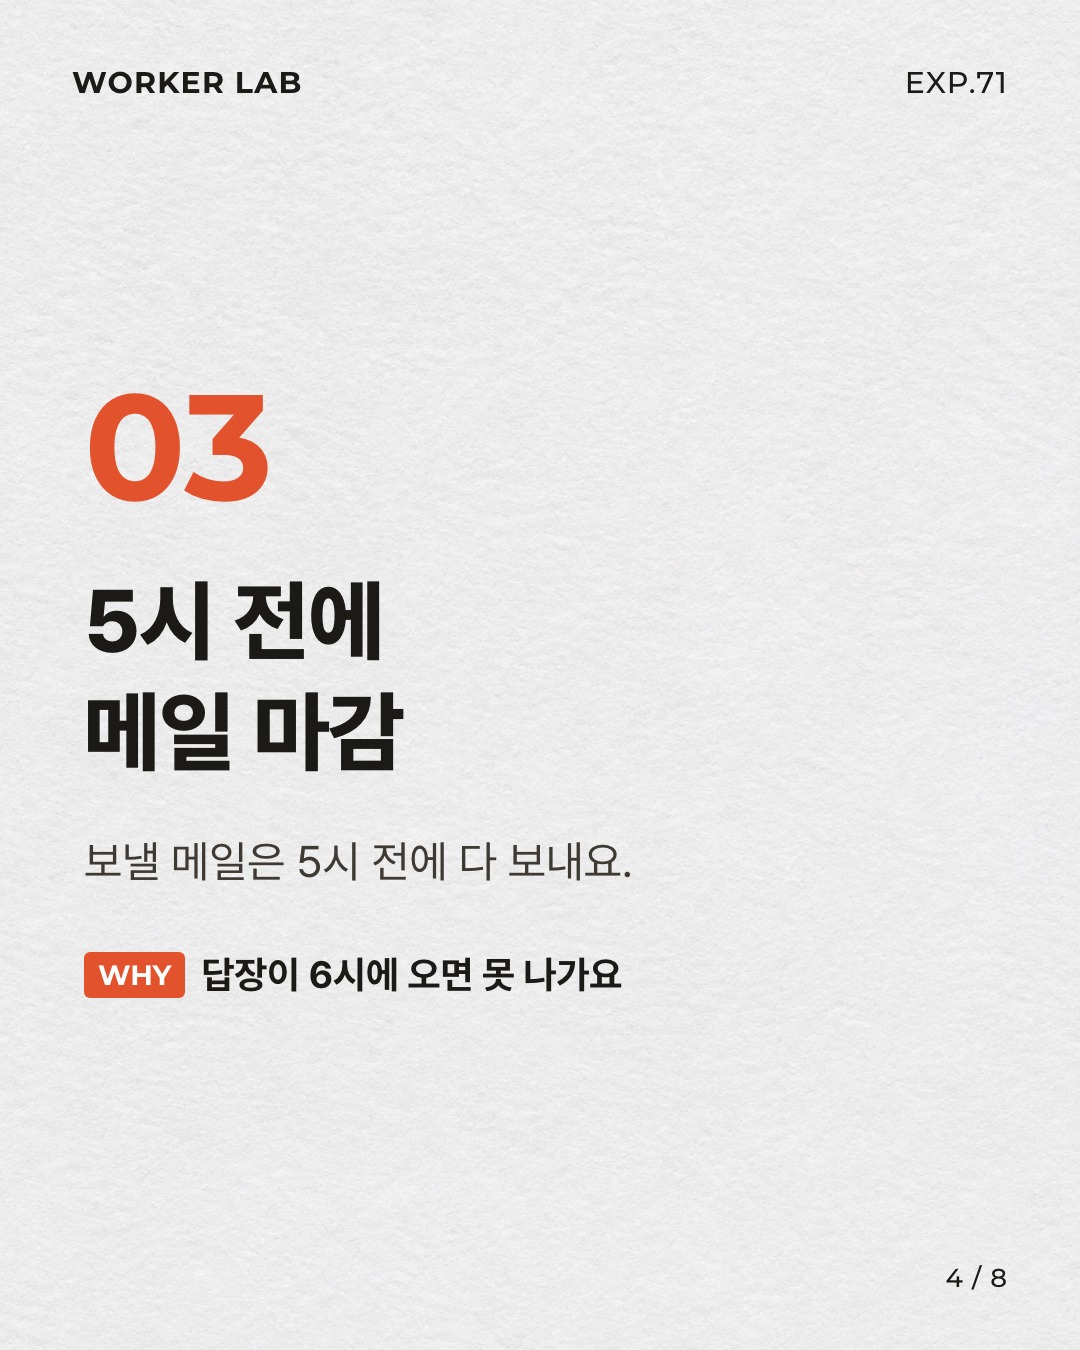 WORKER LAB
EXP.71
03
5시 전에
메일 마감
보낼 메일은 5시 전에 다 보내요.
WHY 답장이 6시에 오면 못 나가요
4 / 8